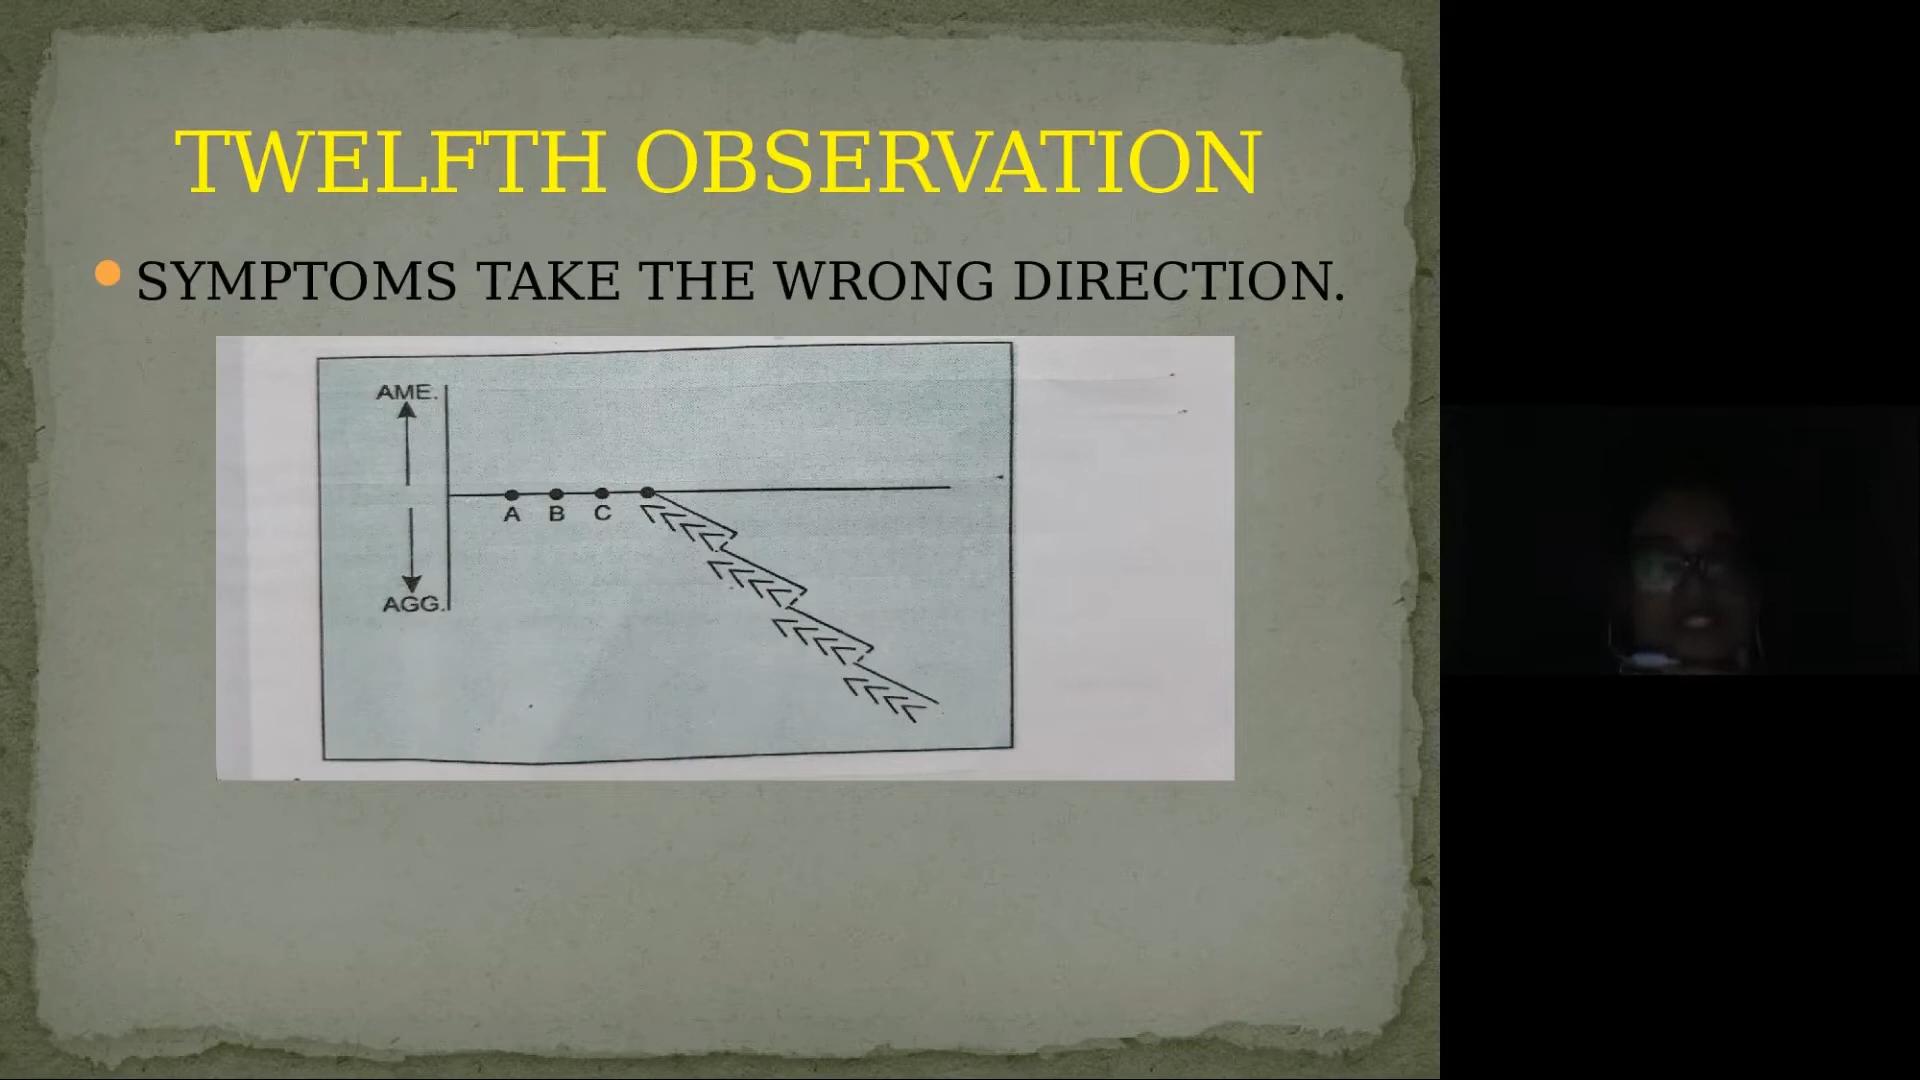 TWELFTH OBSERVATION
SYMPTOMS TAKE THE WRONG DIRECTION.
AME.
A B C
AGG.